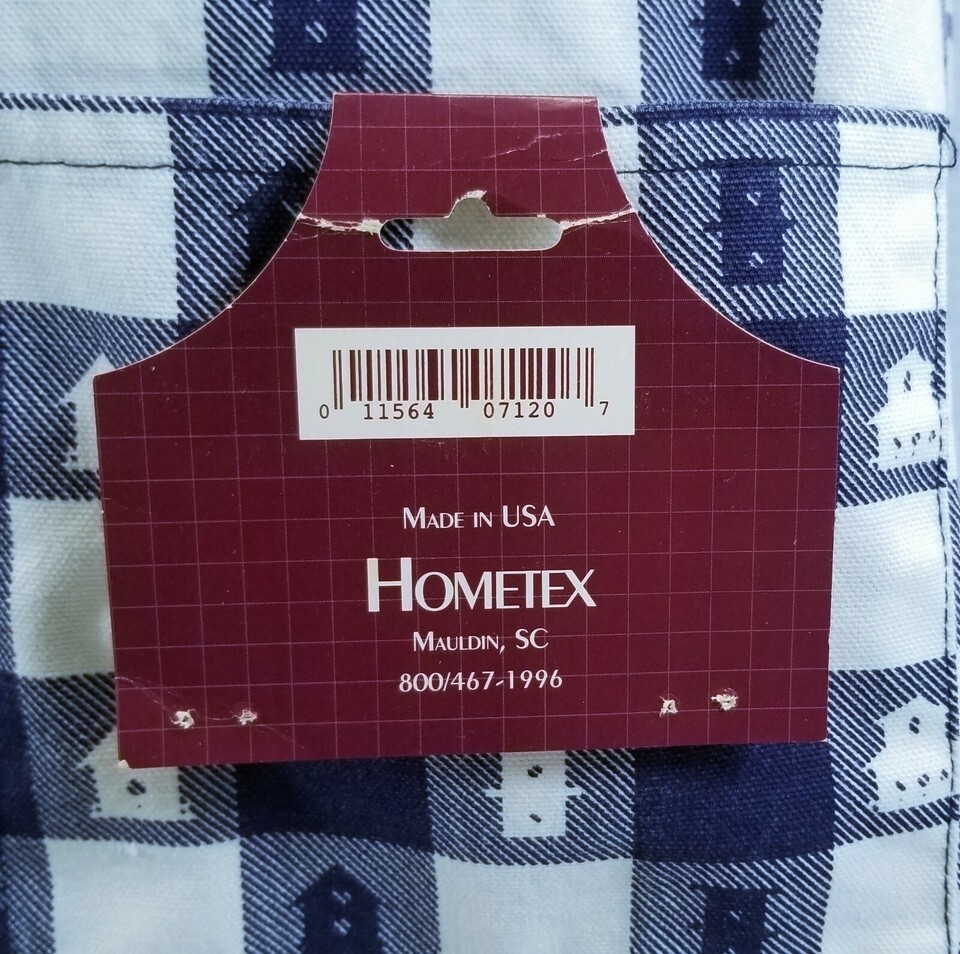 0 11564 07120 7
Made in USA
Hometex
Mauldin, SC
800/467-1996